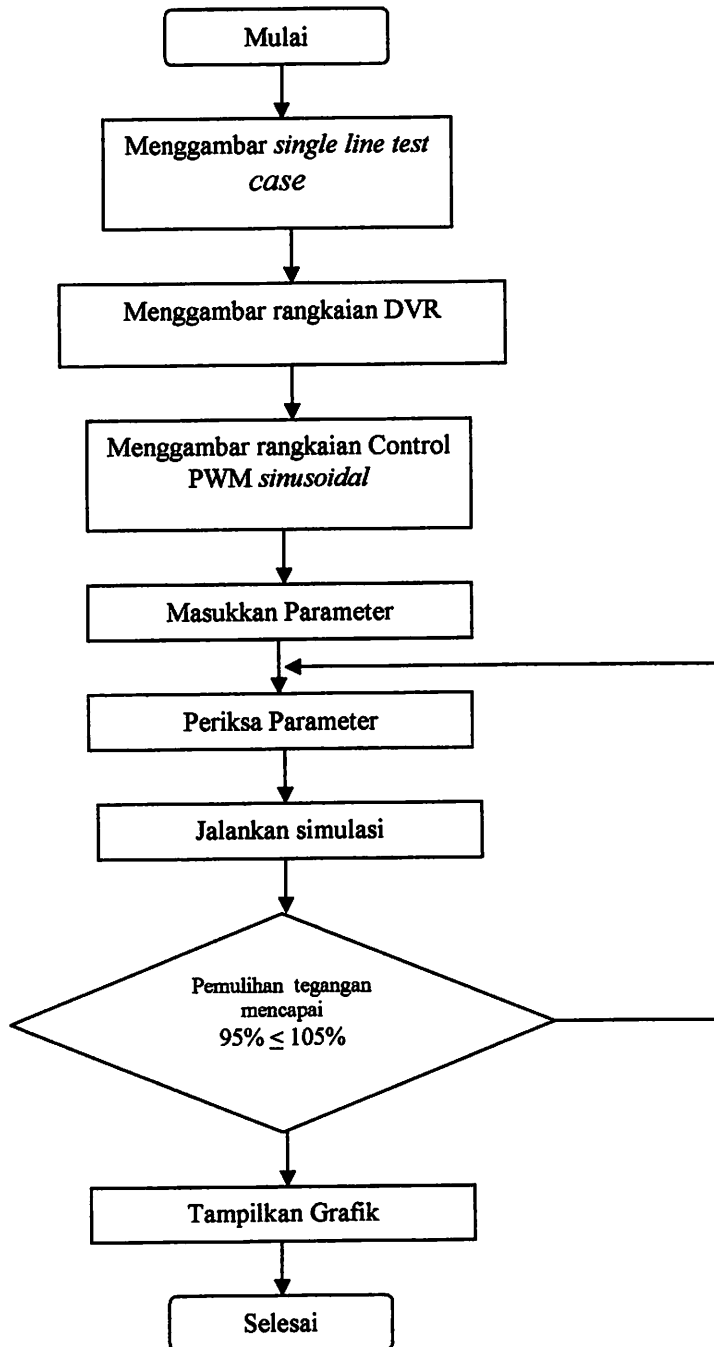 Mulai
Menggambar single line test
case
Menggambar rangkaian DVR
Menggambar rangkaian Control
PWM sinusoidal
Masukkan Parameter
Periksa Parameter
Jalankan simulasi
Pemulihan tegangan
mencapai
95% ≤ 105%
Tampilkan Grafik
Selesai